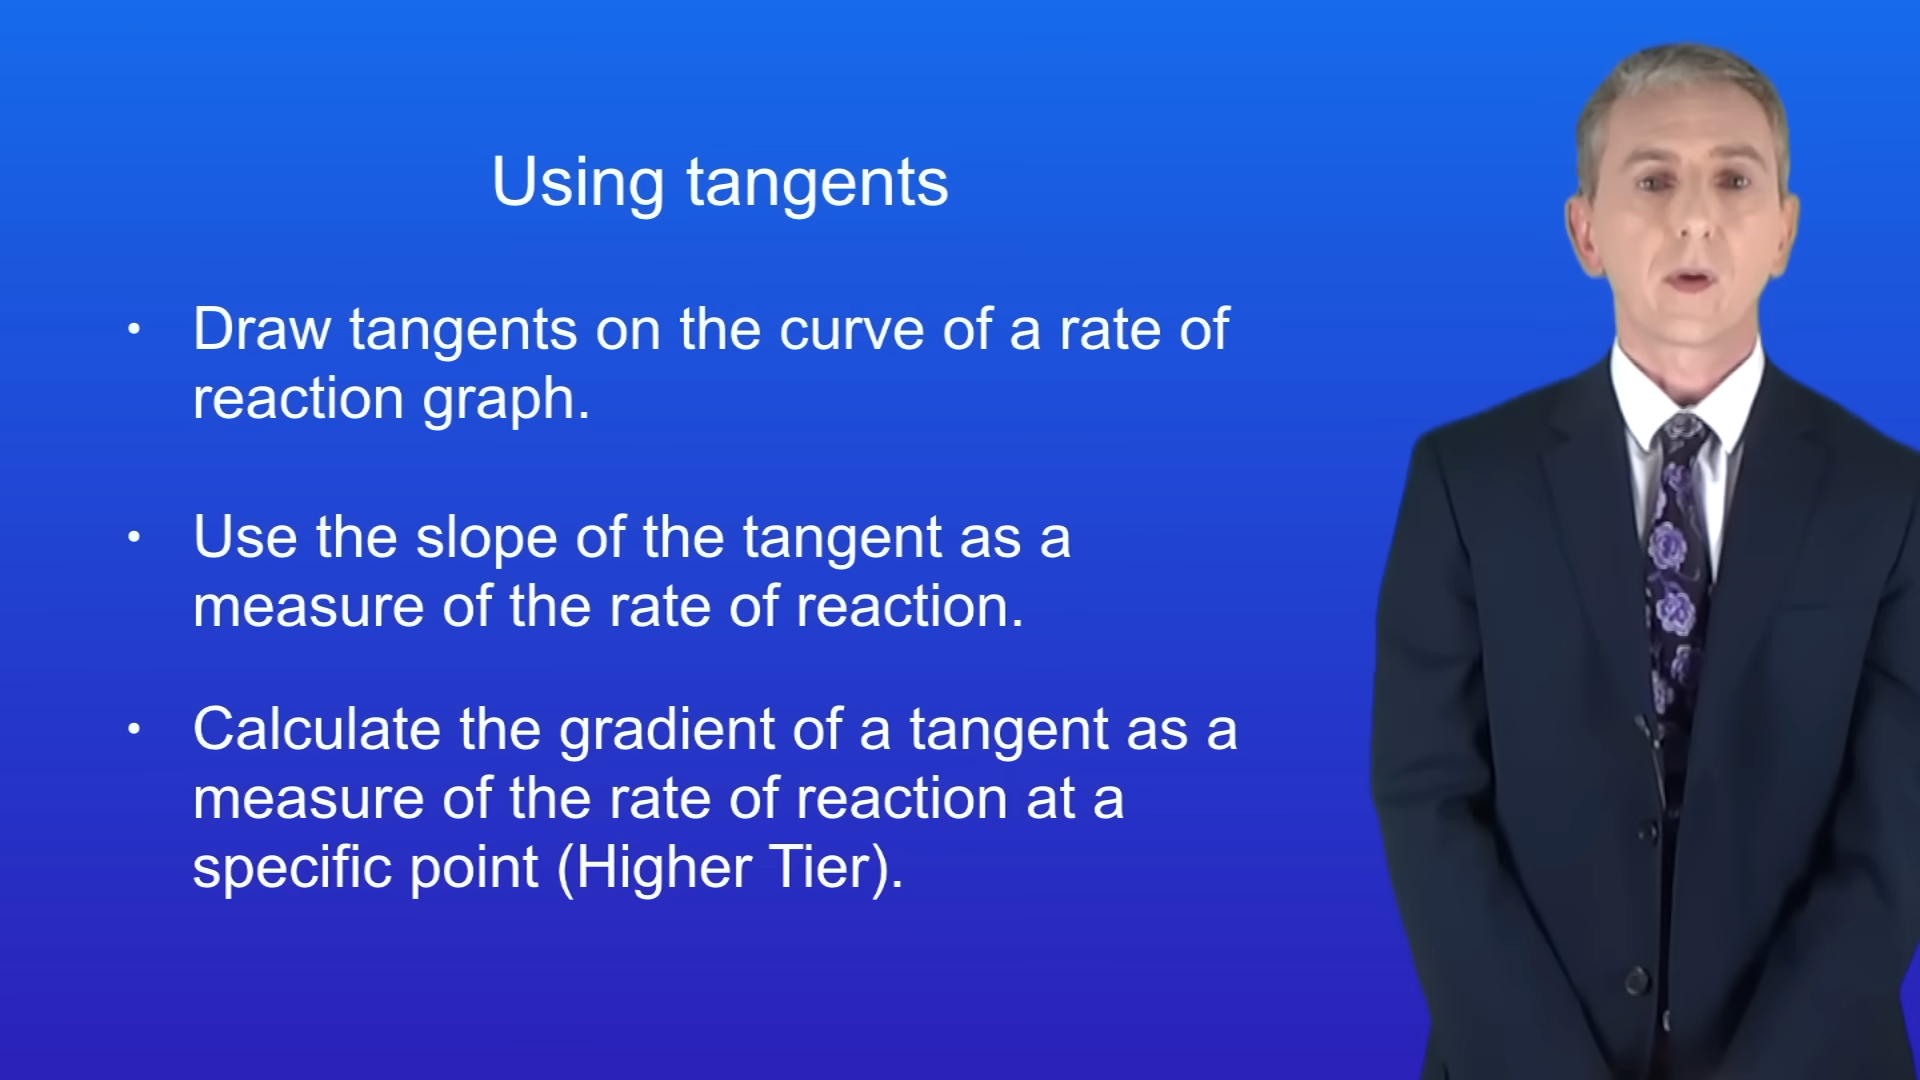 Using tangents
• Draw tangents on the curve of a rate of
reaction graph.
• Use the slope of the tangent as a
measure of the rate of reaction.
• Calculate the gradient of a tangent as a
measure of the rate of reaction at a
specific point (Higher Tier).